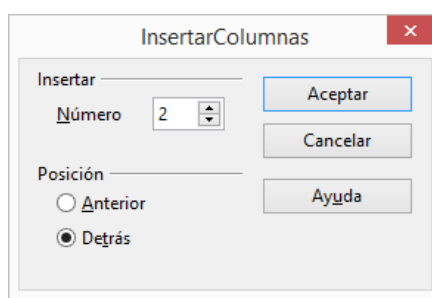 InsertarColumnas
Insertar
Número 2
Aceptar
Cancelar
Posición
Anterior
Ayuda
Detrás